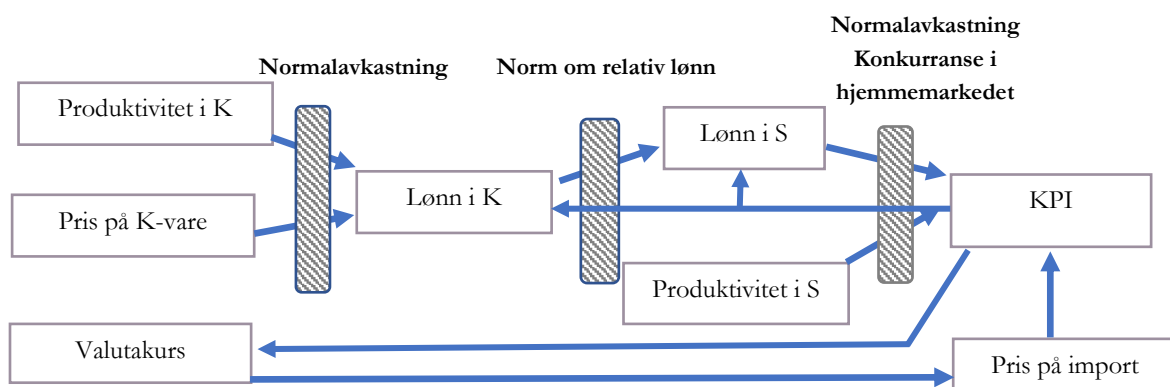 Normalavkastning
Konkurranse i
hjemmemarkedet
Normalavkastning
Norm om relativ lønn
Produktivitet i K
Lønn i S
Lønn i K
KPI
Pris på K-vare
Produktivitet i S
Valutakurs
Pris på import